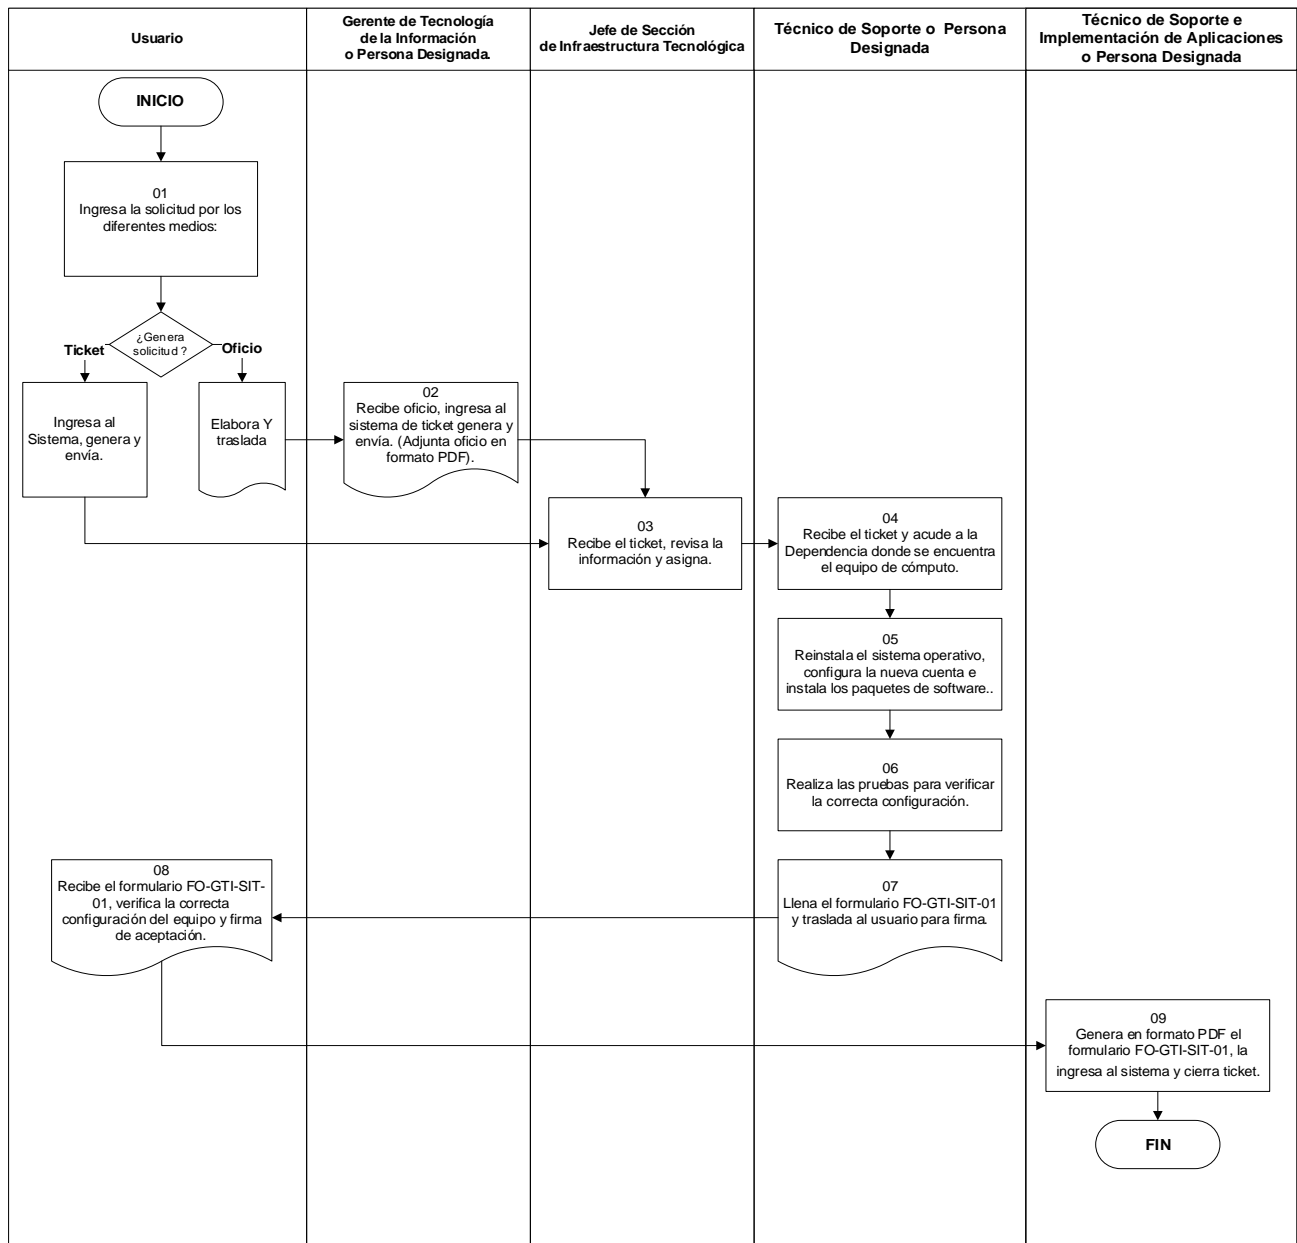 Usuario
Gerente de Tecnología
de la Información
o Persona Designada.
Jefe de Sección
de Infraestructura Tecnológica
Técnico de Soporte o Persona
Designada
Técnico de Soporte e
Implementación de Aplicaciones
o Persona Designada
INICIO
01
Ingresa la solicitud por los
diferentes medios:
¿Genera
solicitud ?
Ticket
Oficio
Ingresa al
Sistema, genera y
envía.
Elabora Y
traslada
02
Recibe oficio, ingresa al
sistema de ticket genera y
envía. (Adjunta oficio en
formato PDF).
03
Recibe el ticket, revisa la
información y asigna.
04
Recibe el ticket y acude a la
Dependencia donde se encuentra
el equipo de cómputo.
05
Reinstala el sistema operativo,
configura la nueva cuenta e
instala los paquetes de software..
06
Realiza las pruebas para verificar
la correcta configuración.
07
Llena el formulario FO-GTI-SIT-01
y traslada al usuario para firma.
08
Recibe el formulario FO-GTI-SIT-
01, verifica la correcta
configuración del equipo y firma
de aceptación.
09
Genera en formato PDF el
formulario FO-GTI-SIT-01, la
ingresa al sistema y cierra ticket.
FIN